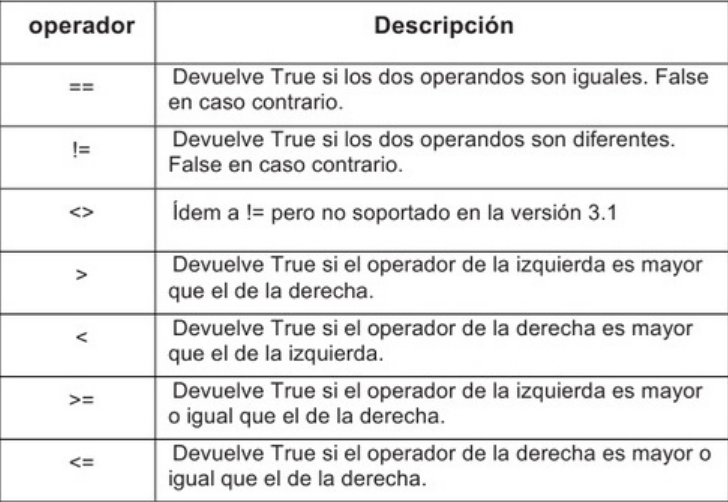 operador Descripción
== Devuelve True si los dos operandos son iguales. False
en caso contrario.
!= Devuelve True si los dos operandos son diferentes.
False en caso contrario.
<> Ídem a != pero no soportado en la versión 3.1
> Devuelve True si el operador de la izquierda es mayor
que el de la derecha.
< Devuelve True si el operador de la derecha es mayor
que el de la izquierda.
>= Devuelve True si el operador de la izquierda es mayor
o igual que el de la derecha.
<= Devuelve True si el operador de la derecha es mayor o
igual que el de la derecha.